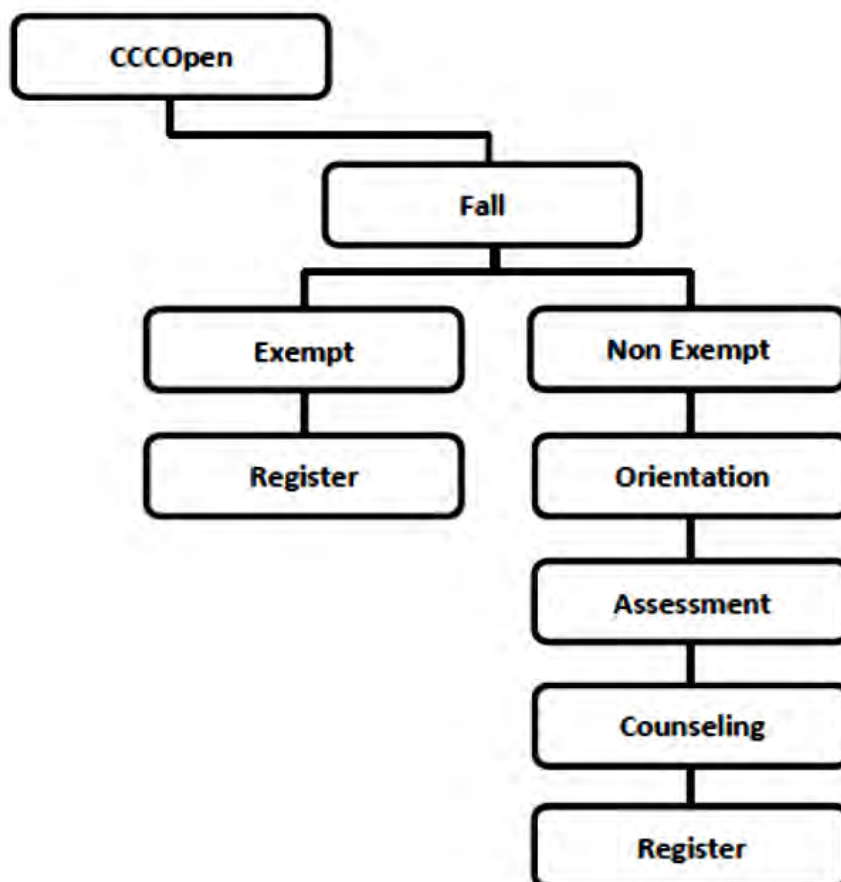 CCCOpen
Fall
Exempt
Non Exempt
Register
Orientation
Assessment
Counseling
Register